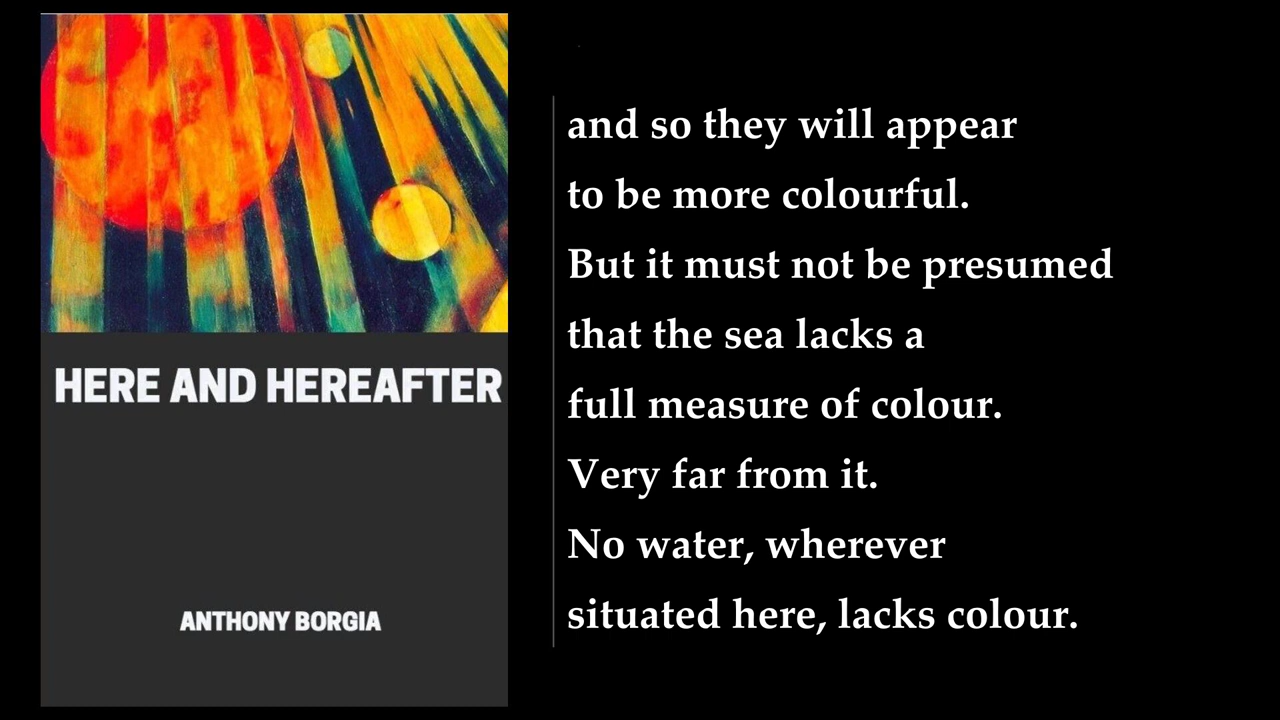 HERE AND HEREAFTER
ANTHONY BORGIA
and so they will appear
to be more colourful.
But it must not be presumed
that the sea lacks a
full measure of colour.
Very far from it.
No water, wherever
situated here, lacks colour.